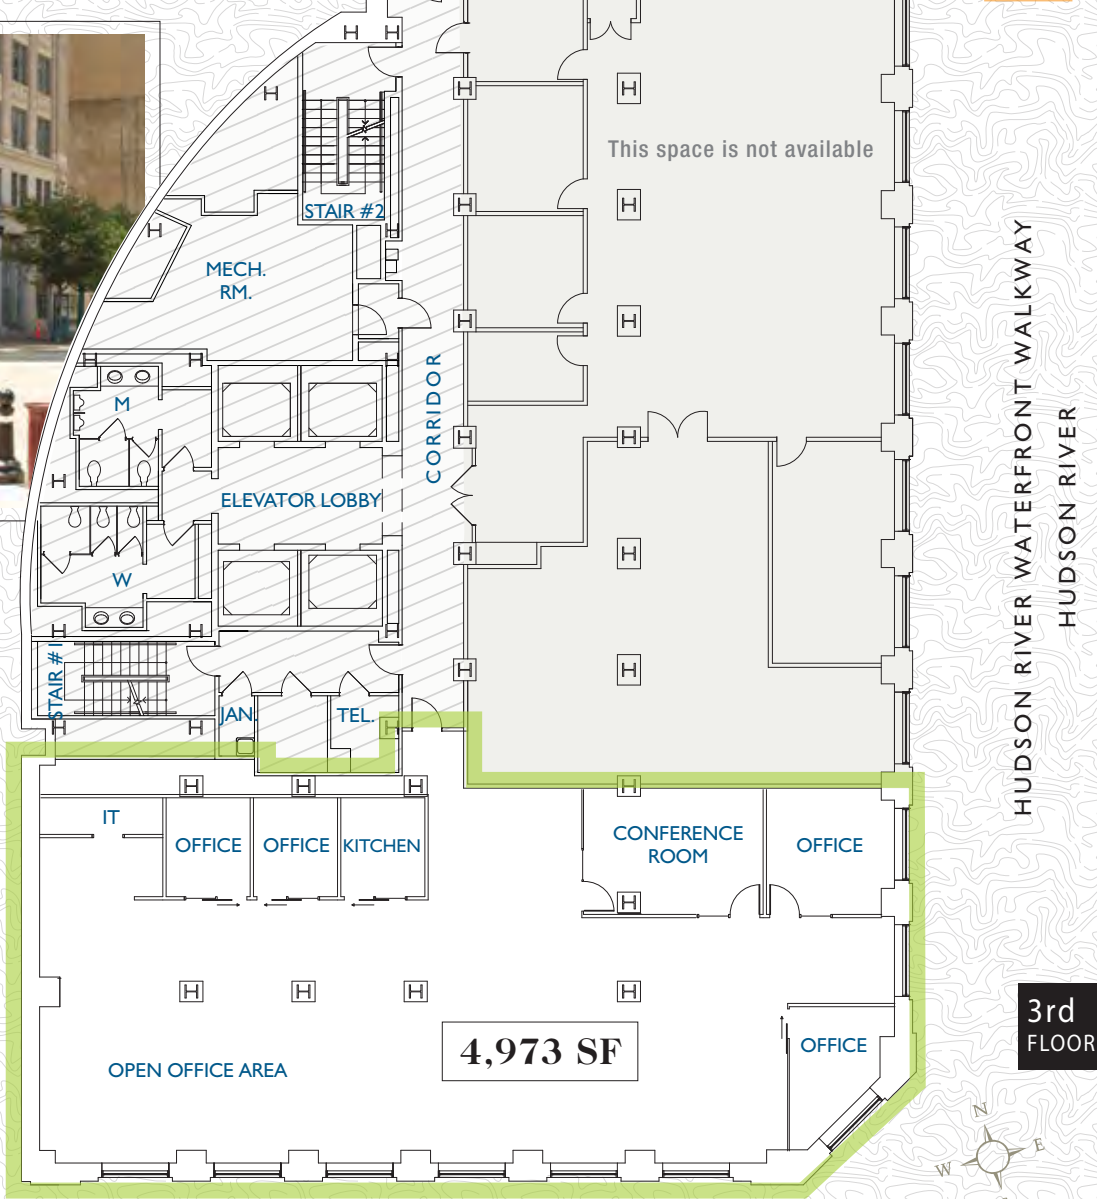 This space is not available
STAIR #2
MECH.
RM.
CORRIDOR
M
ELEVATOR LOBBY
W
STAIR #1
JAN.
TEL.
IT
OFFICE
OFFICE
KITCHEN
CONFERENCE
ROOM
OFFICE
4,973 SF
OPEN OFFICE AREA
OFFICE
HUDSON RIVER WATERFRONT WALKWAY
HUDSON RIVER
3rd
FLOOR
N
W
E